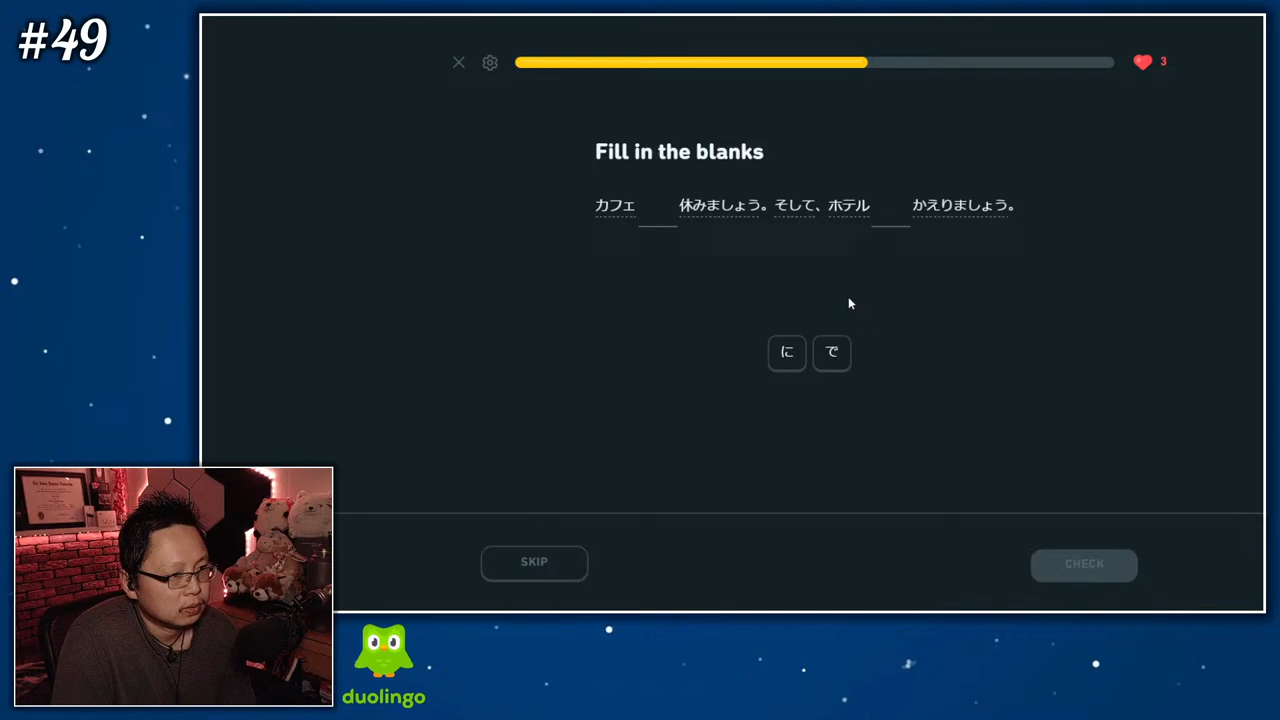 #49
3
Fill in the blanks
カフェ 休みましょう。そして、ホテル かえりましょう。
に で
SKIP CHECK
duolingo